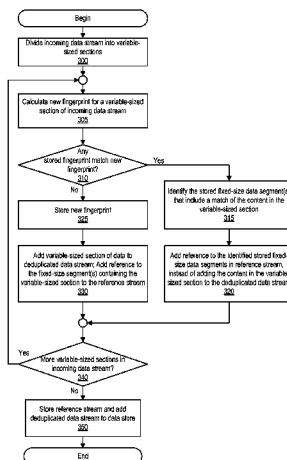 Begin
Divide incoming data stream into variable-
sized sections
300
Calculate new fingerprint for a variable-sized
section of incoming data stream
305
Any
stored fingerprint match new
fingerprint?
310
Yes
No
Identify the stored fixed-size data segment(s)
that include a match of the content in the
variable-sized section
315
Store new fingerprint
325
Add variable-sized section of data to
deduplicated data stream; Add reference to
the fixed-size segment(s) containing the
variable-sized section to the reference stream
330
Add reference to the identified stored fixed-
size data segments in reference stream,
instead of adding the content in the variable
sized section to the deduplicated data stream
320
Yes
More variable-sized sections in
incoming data stream?
340
No
Store reference stream and add
deduplicated data stream to data store
350
End